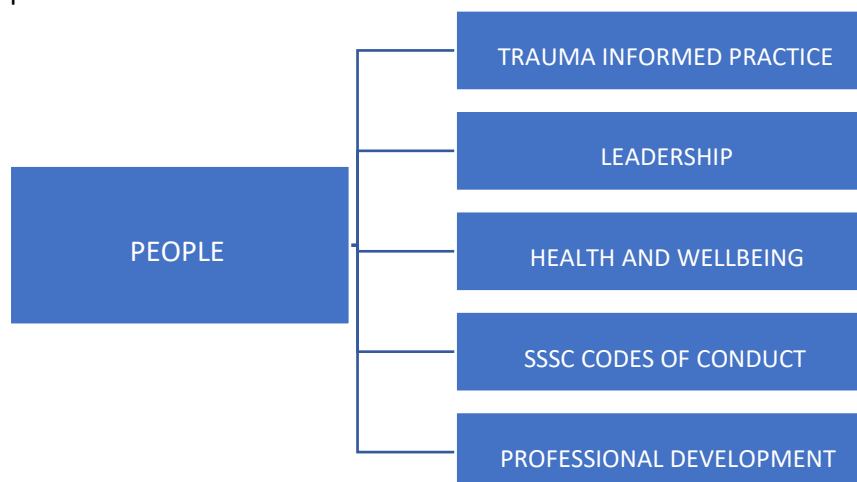 TRAUMA INFORMED PRACTICE
LEADERSHIP
PEOPLE
HEALTH AND WELLBEING
SSSC CODES OF CONDUCT
PROFESSIONAL DEVELOPMENT